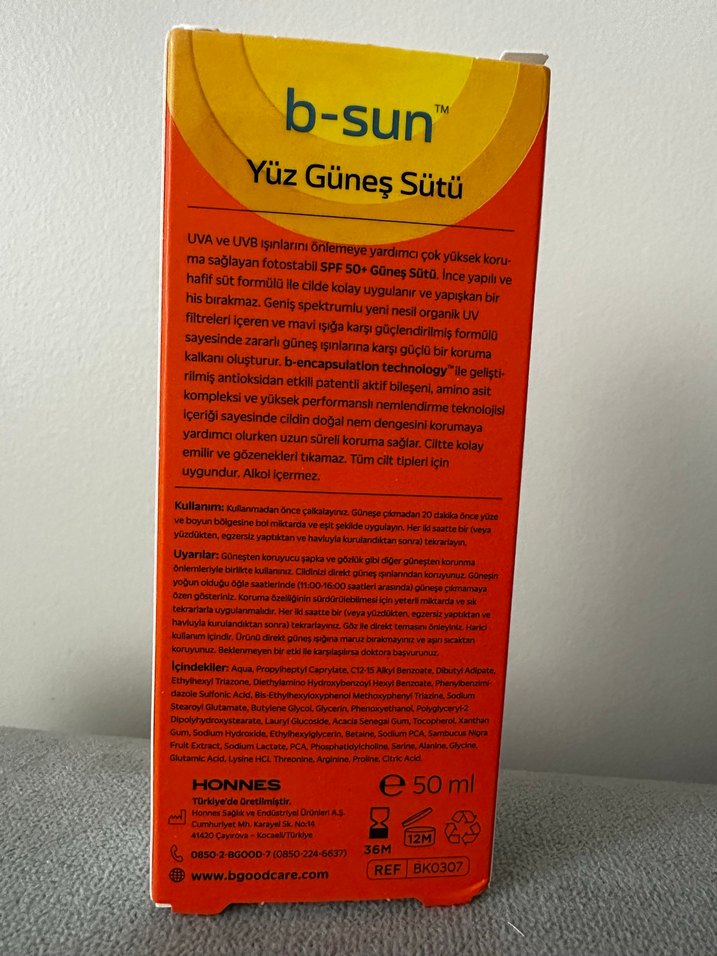 b-sun™
Yüz Güneş Sütü
UVA ve UVB ışınlarını önlemeye yardımcı çok yüksek koru-
ma sağlayan fotostabil SPF 50+ Güneş Sütü. İnce yapılı ve
hafif süt formülü ile cilde kolay uygulanır ve yapışkan bir
his bırakmaz. Geniş spektrumlu yeni nesil organik UV
filtreleri içeren ve mavi ışığa karşı güçlendirilmiş formülü
sayesinde zararlı güneş ışınlarına karşı güçlü bir koruma
kalkanı oluşturur. b-encapsulation technology™ ile gelişti-
rilmiş antioksidan etkili patentli aktif bileşeni, amino asit
kompleksi ve yüksek performanslı nemlendirme teknolojisi
içeriği sayesinde cildin doğal nem dengesini korumaya
yardımcı olurken uzun süreli koruma sağlar. Ciltte kolay
emilir ve gözenekleri tıkamaz. Tüm cilt tipleri için
uygundur. Alkol içermez.
Kullanım: Kullanmadan önce çalkalayınız. Güneşe çıkmadan 20 dakika önce yüze
ve boyun bölgesine bol miktarda ve eşit şekilde uygulayın. Her iki saatte bir (veya
yüzdükten, egzersiz yaptıktan ve havluyla kurulandıktan sonra) tekrarlayın.
Uyarılar: Güneşten koruyucu şapka ve gözlük gibi diğer güneşten korunma
önlemleriyle birlikte kullanınız. Cildinizi direkt güneş ışınlarından koruyunuz. Güneşin
yoğun olduğu öğle saatlerinde (11:00-16:00 saatleri arasında) güneşe çıkmamaya
özen gösteriniz. Koruma özelliğinin sürdürülebilmesi için yeterli miktarda ve sık
tekrarlarla uygulanmalıdır. Her iki saatte bir (veya yüzdükten, egzersiz yaptıktan ve
havluyla kurulandıktan sonra) tekrarlayınız. Göz ile direkt temasını önleyiniz. Harici
kullanım içindir. Ürünü direkt güneş ışığına maruz bırakmayınız ve aşırı sıcaktan
koruyunuz. Beklenmeyen bir etki ile karşılaşılırsa doktora başvurunuz.
İçindekiler: Aqua, Propylheptyl Caprylate, C12-15 Alkyl Benzoate, Dibutyl Adipate,
Ethylhexyl Triazone, Diethylamino Hydroxybenzoyl Hexyl Benzoate, Phenylbenzimi-
dazole Sulfonic Acid, Bis-Ethylhexyloxyphenol Methoxyphenyl Triazine, Sodium
Stearoyl Glutamate, Butylene Glycol, Glycerin, Phenoxyethanol, Polyglyceryl-2
Dipolyhydroxystearate, Lauryl Glucoside, Acacia Senegal Gum, Tocopherol, Xanthan
Gum, Sodium Hydroxide, Ethylhexylglycerin, Betaine, Sodium PCA, Sambucus Nigra
Fruit Extract, Sodium Lactate, PCA, Phosphatidylcholine, Serine, Alanine, Glycine,
Glutamic Acid, Lysine HCl, Threonine, Arginine, Proline, Citric Acid.
HONNES
Türkiye'de üretilmiştir.
Honnes Sağlık ve Endüstriyel Ürünleri A.Ş.
Cumhuriyet Mh. Karayel Sk. No:14
41420 Çayırova – Kocaeli/Türkiye
0850-2-BGOOD-7 (0850-224-6637)
www.bgoodcare.com
℮ 50 ml
36M
12M
REF BK0307